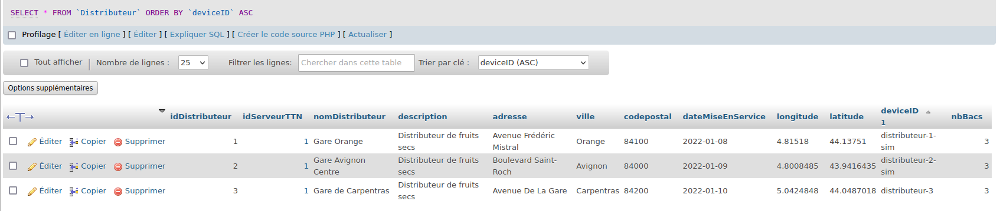 SELECT * FROM `Distributeur` ORDER BY `deviceID` ASC
Profilage [ Éditer en ligne ] [ Éditer ] [ Expliquer SQL ] [ Créer le code source PHP ] [ Actualiser ]
Tout afficher | Nombre de lignes : 25 Filtrer les lignes: Chercher dans cette table Trier par clé : deviceID (ASC)
Options supplémentaires
idDistributeur idServeurTTN nomDistributeur description adresse ville codepostal dateMiseEnService longitude latitude deviceID 1 nbBacs
Éditer Copier Supprimer 1 1 Gare Orange Distributeur de fruits secs Avenue Frédéric Mistral Orange 84100 2022-01-08 4.81518 44.13751 distributeur-1-sim 3
Éditer Copier Supprimer 2 1 Gare Avignon Centre Distributeur de fruits secs Boulevard Saint-Roch Avignon 84000 2022-01-09 4.8008485 43.9416435 distributeur-2-sim 3
Éditer Copier Supprimer 3 1 Gare de Carpentras Distributeur de fruits secs Avenue De La Gare Carpentras 84200 2022-01-10 5.0424848 44.0487018 distributeur-3 3